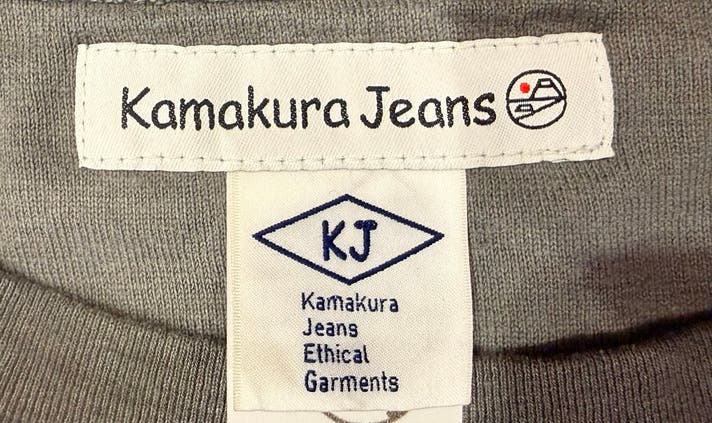 Kamakura Jeans
KJ
Kamakura
Jeans
Ethical
Garments